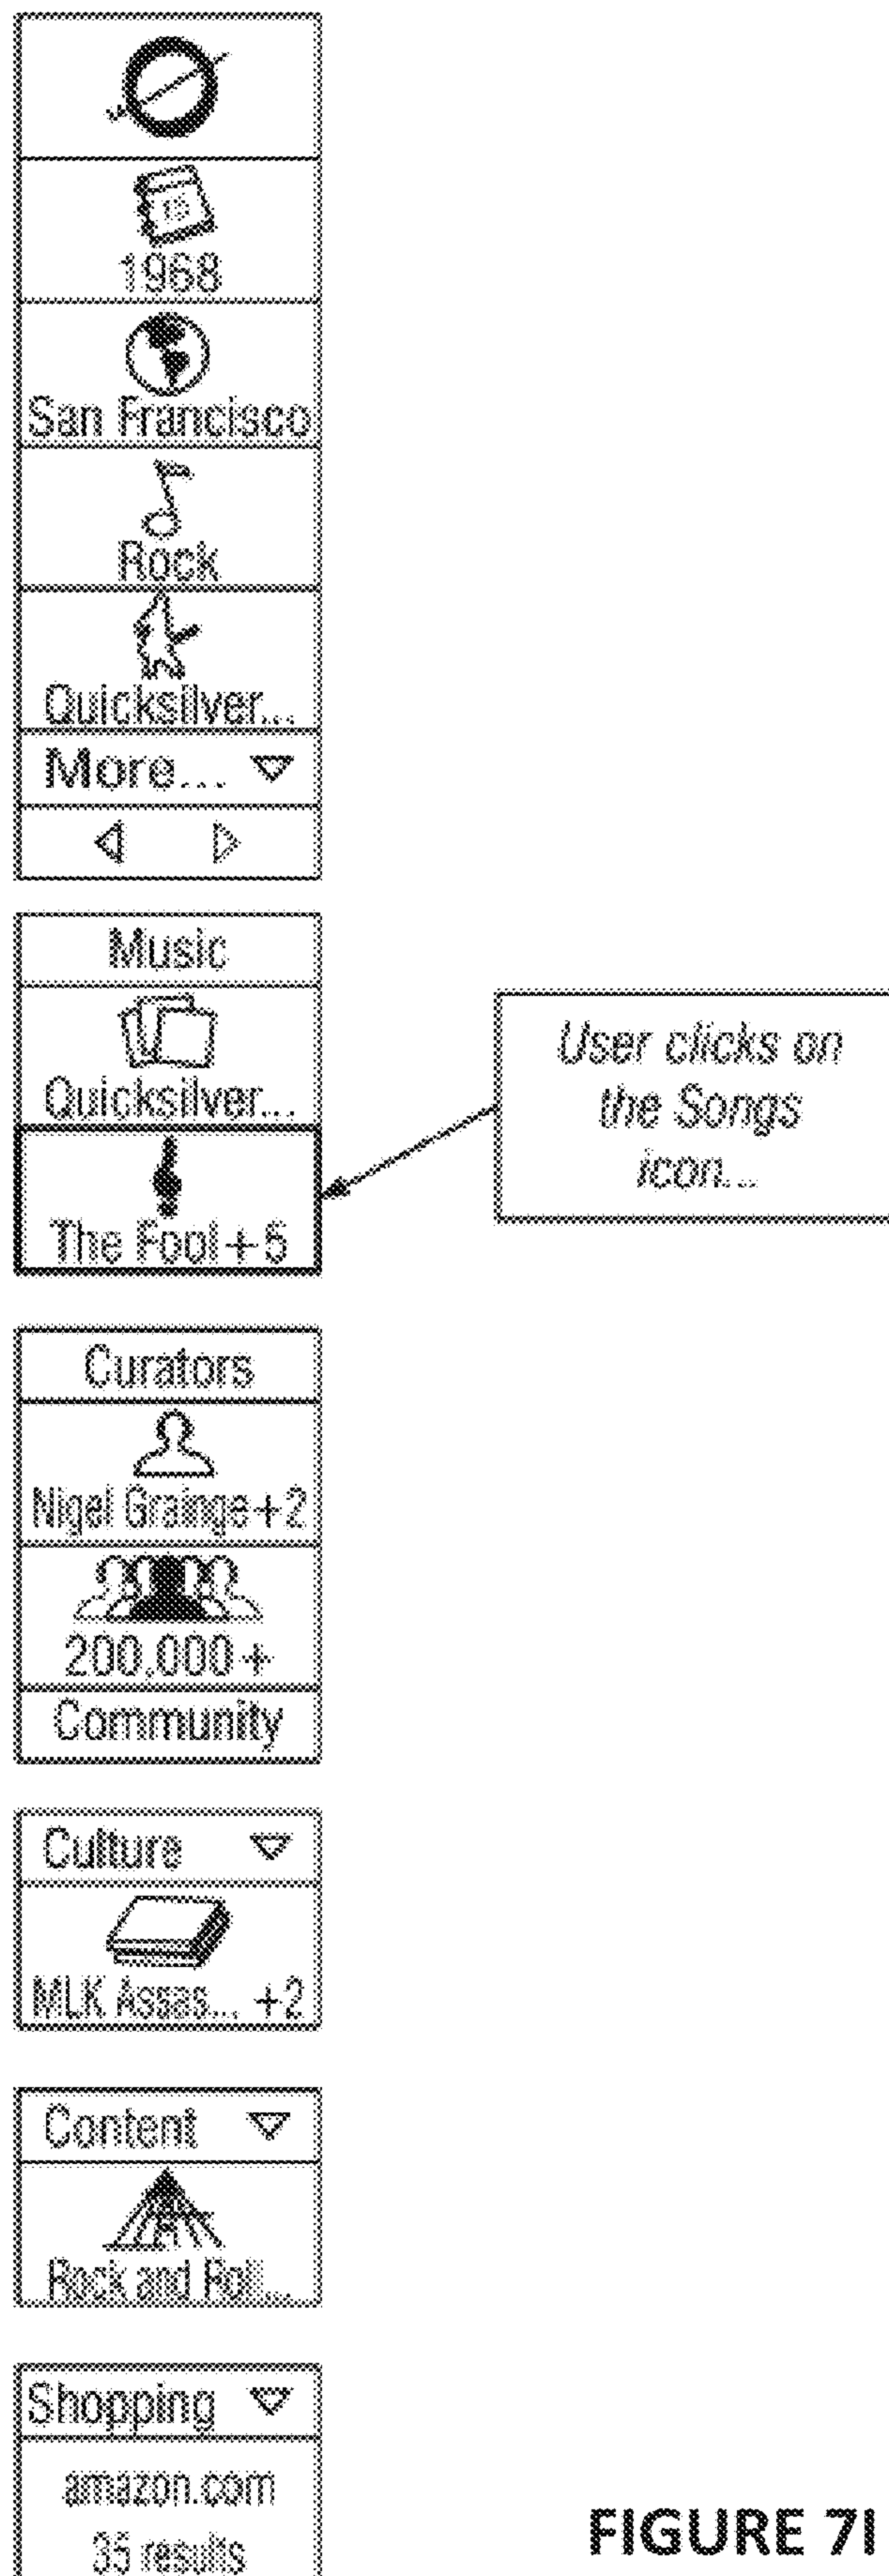 1968
San Francisco
Rock
Quicksilver...
More...
Music
Quicksilver...
The Fool +5
User clicks on
the Songs
icon...
Curators
Nigel Grainge +2
200,000 +
Community
Culture
MLK Assas... +2
Content
Rock and Roll...
Shopping
amazon.com
35 results
FIGURE 7I